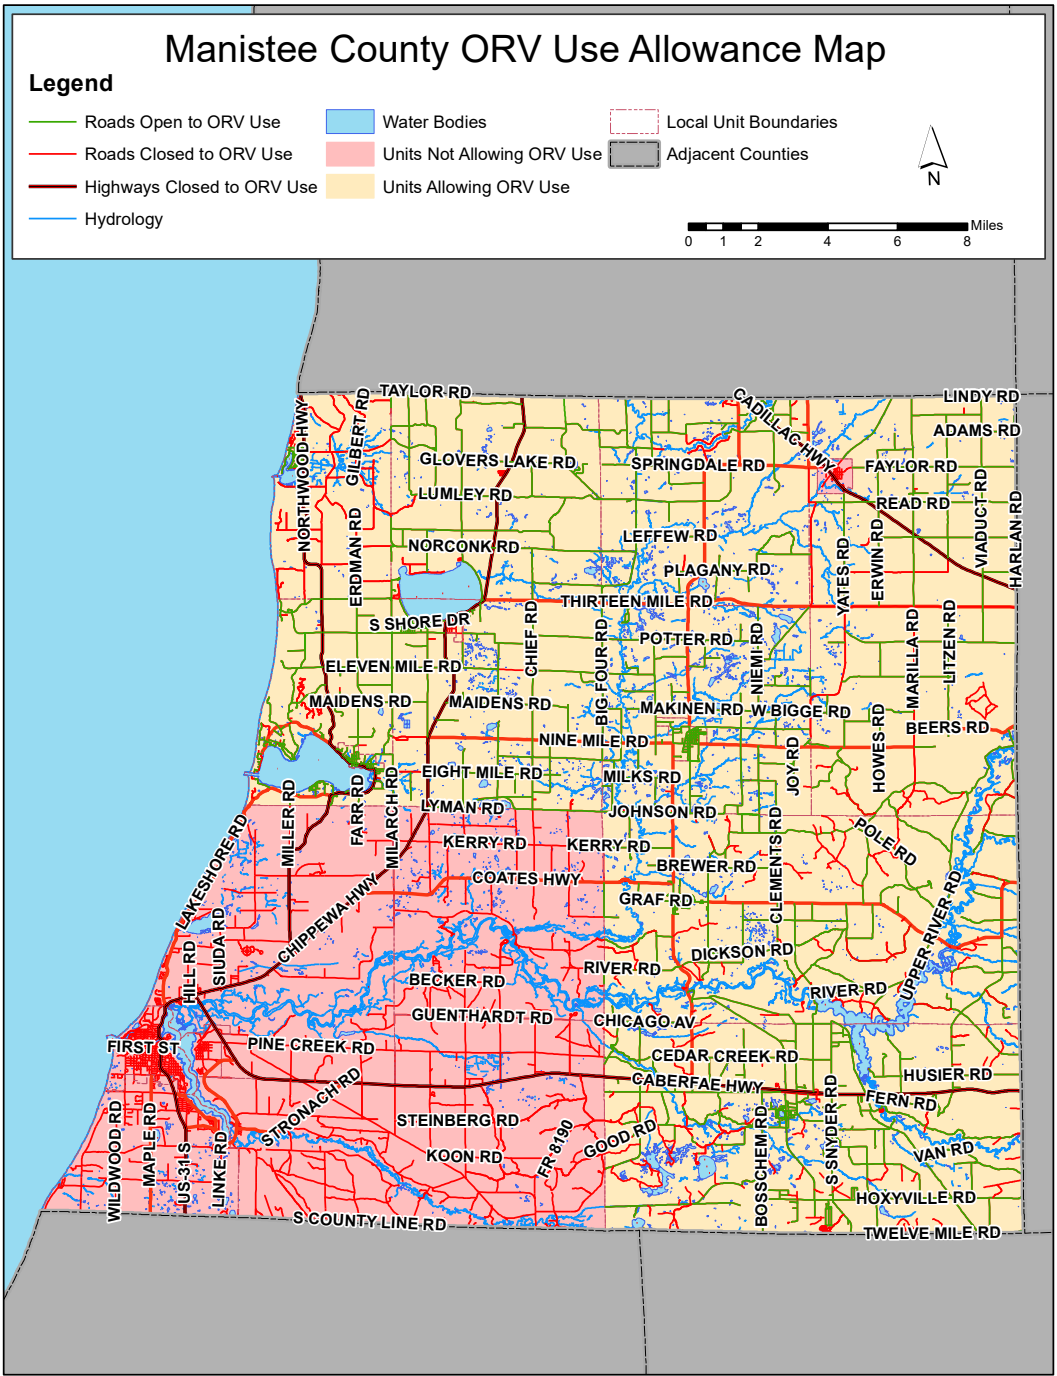 Manistee County ORV Use Allowance Map
Legend
Roads Open to ORV Use
Roads Closed to ORV Use
Highways Closed to ORV Use
Hydrology
Water Bodies
Units Not Allowing ORV Use
Units Allowing ORV Use
Local Unit Boundaries
Adjacent Counties
N
Miles
0 1 2 4 6 8
TAYLOR RD
CADILLAC HWY
LINDY RD
NORTHWOOD HWY
GILBERT RD
ADAMS RD
GLOVERS LAKE RD
SPRINGDALE RD
FAYLOR RD
LUMLEY RD
READ RD
VIADUCT RD
HARLAN RD
ERDMAN RD
NORCONK RD
LEFFEW RD
YATES RD
ERWIN RD
PLAGANY RD
THIRTEEN MILE RD
S SHORE DR
CHIEF RD
BIG FOUR RD
POTTER RD
NIEMI RD
MARILLA RD
LITZEN RD
ELEVEN MILE RD
MAIDENS RD
MAIDENS RD
MAKINEN RD
W BIGGE RD
HOWES RD
BEERS RD
NINE MILE RD
JOY RD
EIGHT MILE RD
MILKS RD
MILLER RD
FARR RD
MILARCH RD
LYMAN RD
JOHNSON RD
LAKESHORE RD
KERRY RD
KERRY RD
CLEMENTS RD
POLE RD
BREWER RD
COATES HWY
GRAF RD
CHIPPEWA HWY
SIUDA RD
HILL RD
UPPER RIVER RD
DICKSON RD
BECKER RD
RIVER RD
RIVER RD
GUENTHARDT RD
CHICAGO AV
FIRST ST
PINE CREEK RD
CEDAR CREEK RD
CABERFAE HWY
HUSIER RD
STRONACH RD
FERN RD
WILDWOOD RD
MAPLE RD
US-31 S
LINKE RD
STEINBERG RD
FR-8190
GOOD RD
BOSSCHEM RD
S SNYDER RD
VAN RD
KOON RD
HOXYVILLE RD
S COUNTY LINE RD
TWELVE MILE RD